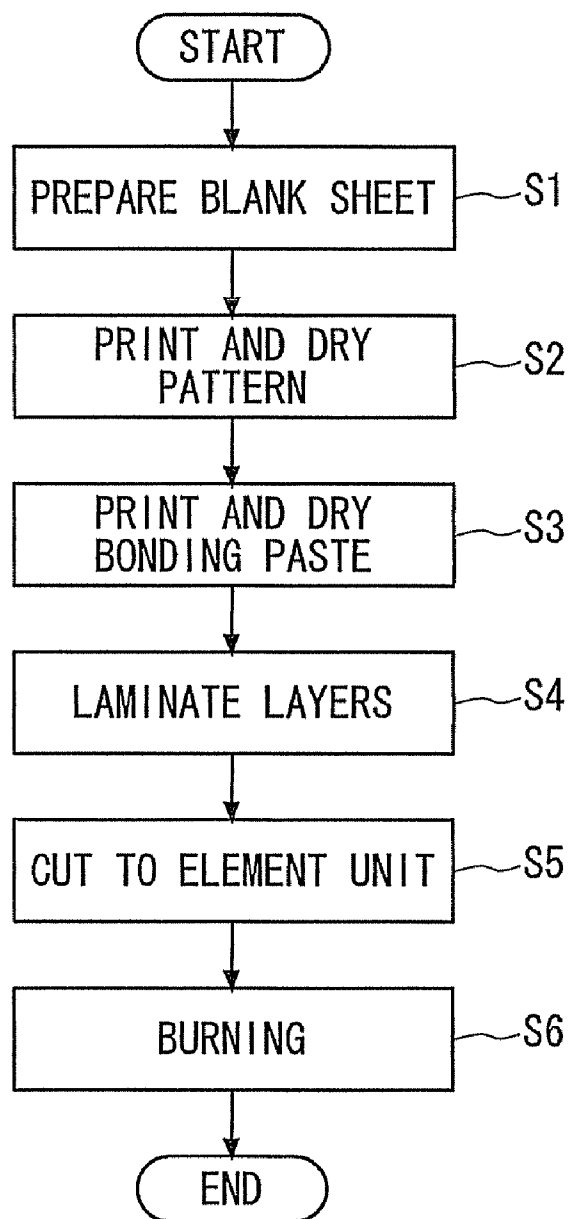 START
PREPARE BLANK SHEET
S1
PRINT AND DRY
PATTERN
S2
PRINT AND DRY
BONDING PASTE
S3
LAMINATE LAYERS
S4
CUT TO ELEMENT UNIT
S5
BURNING
S6
END